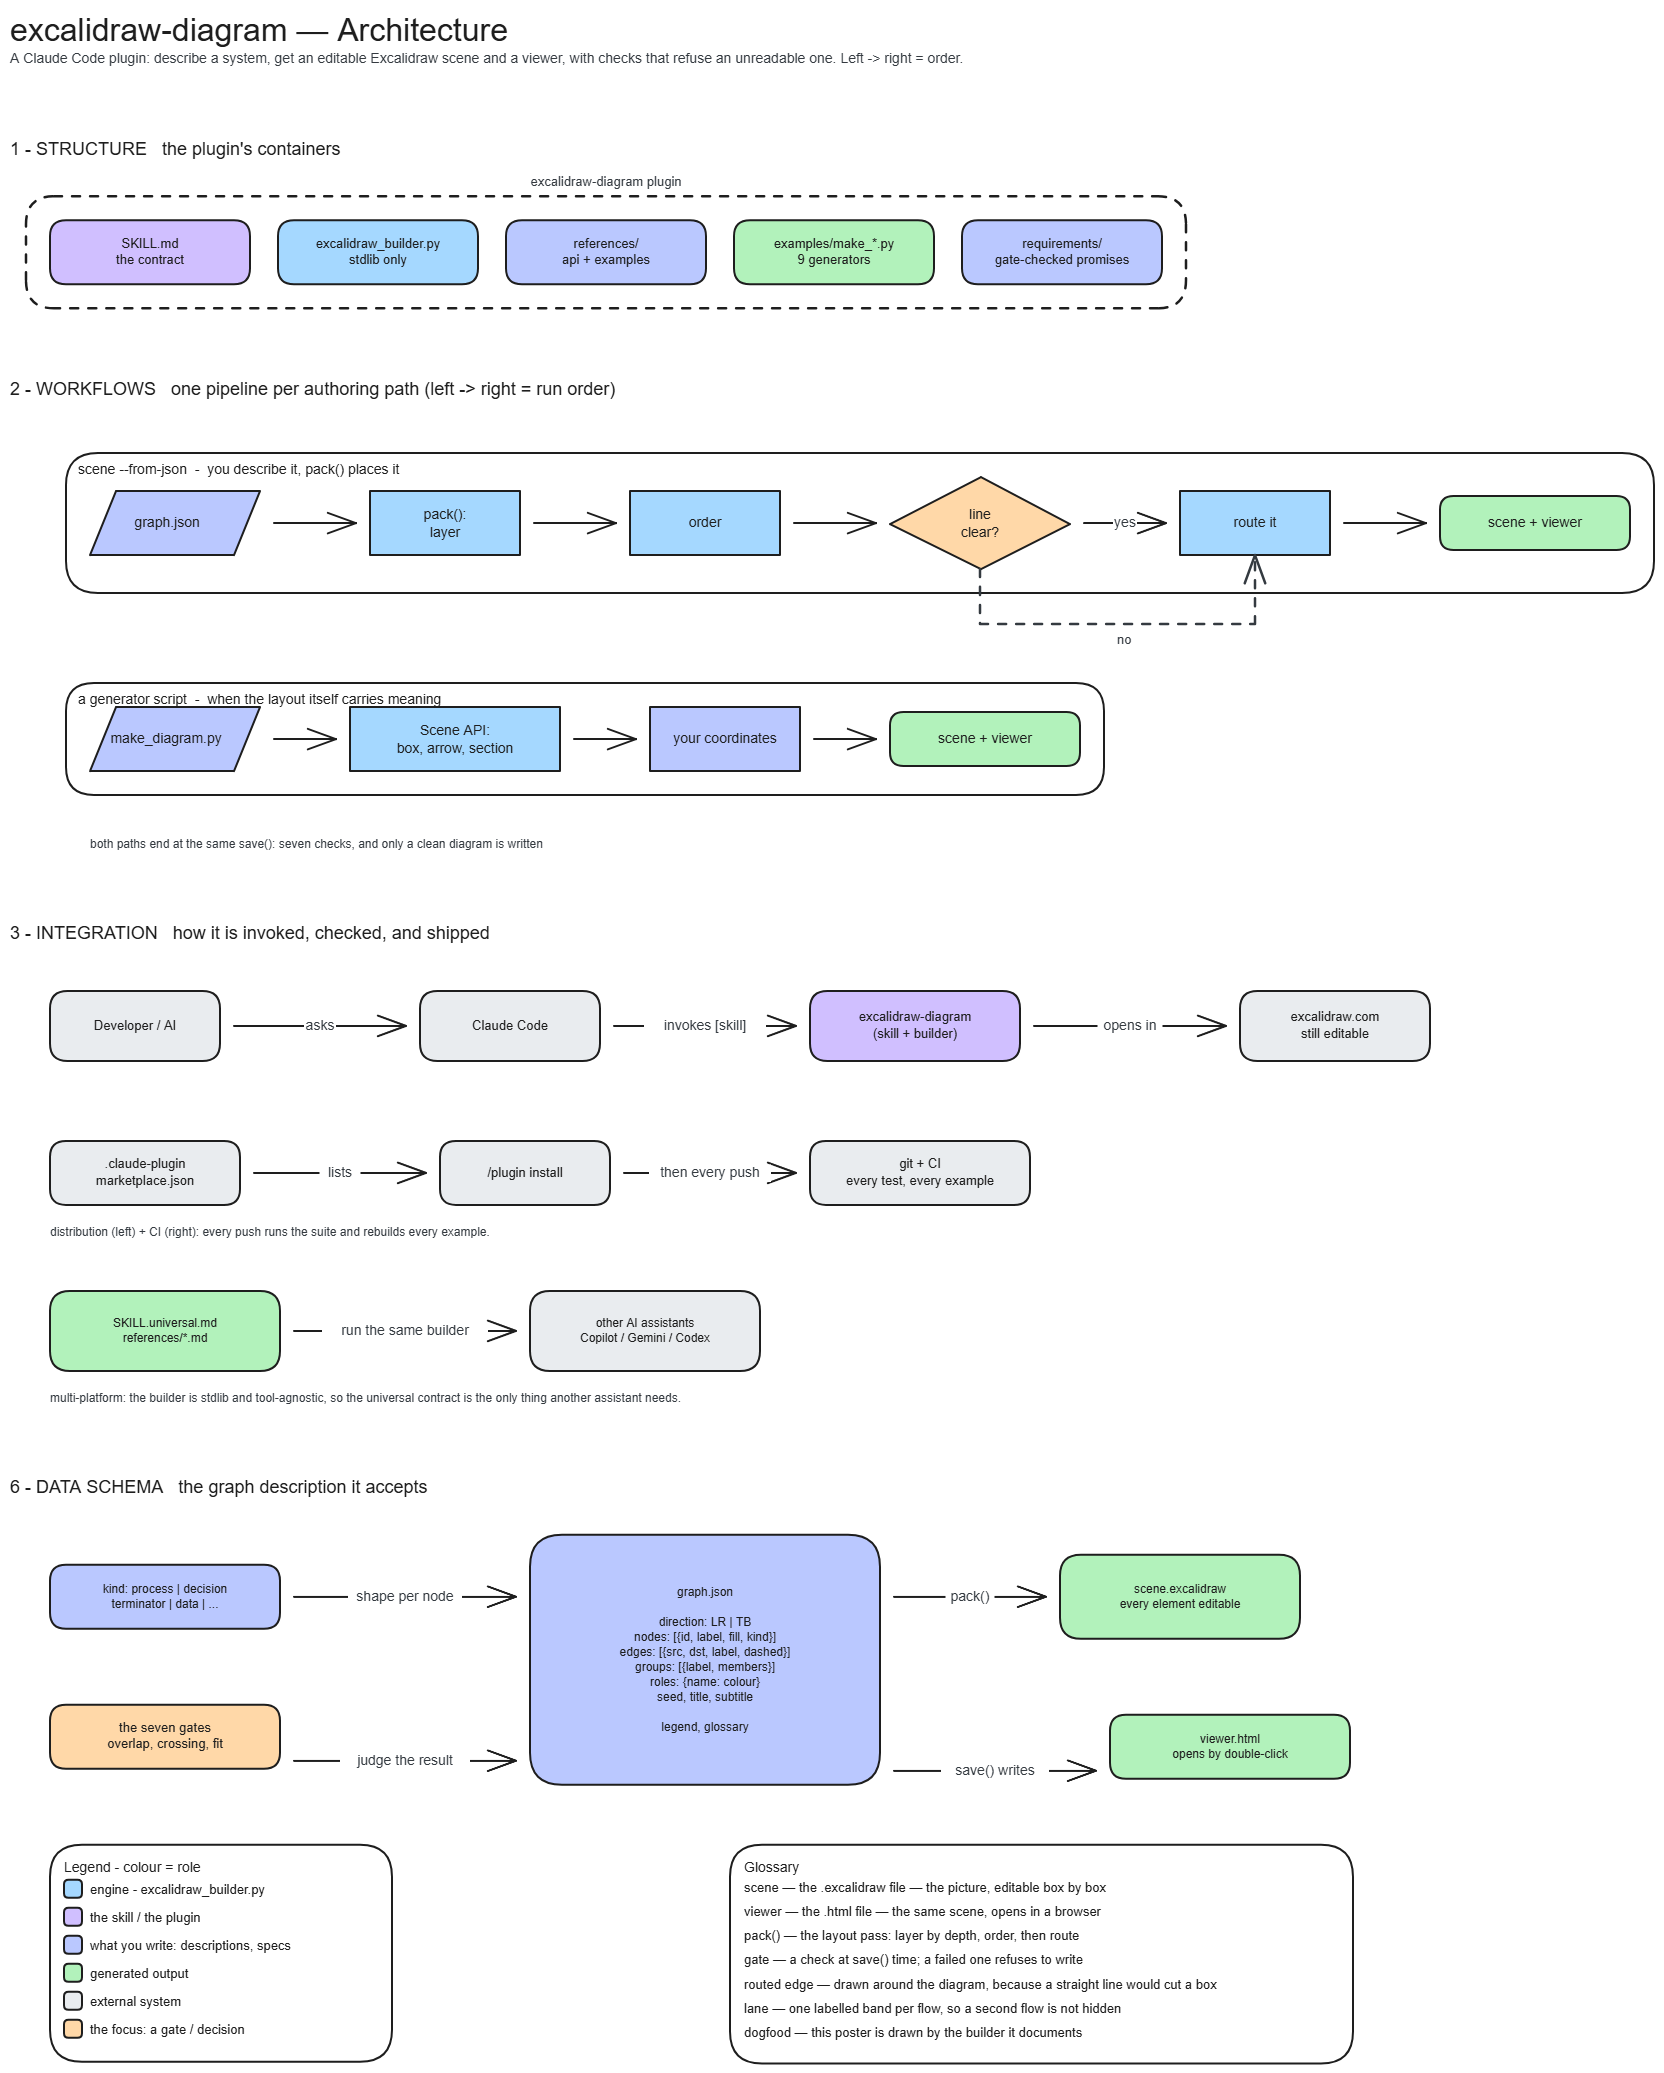 excalidraw-diagram — Architecture
A Claude Code plugin: describe a system, get an editable Excalidraw scene and a viewer, with checks that refuse an unreadable one. Left -> right = order.
1 - STRUCTURE   the plugin's containers
excalidraw-diagram plugin
SKILL.md
the contract
excalidraw_builder.py
stdlib only
references/
api + examples
examples/make_*.py
9 generators
requirements/
gate-checked promises
2 - WORKFLOWS   one pipeline per authoring path (left -> right = run order)
scene --from-json  -  you describe it, pack() places it
graph.json
pack():
layer
order
line
clear?
yes
route it
scene + viewer
no
a generator script  -  when the layout itself carries meaning
make_diagram.py
Scene API:
box, arrow, section
your coordinates
scene + viewer
both paths end at the same save(): seven checks, and only a clean diagram is written
3 - INTEGRATION   how it is invoked, checked, and shipped
Developer / AI
asks
Claude Code
invokes [skill]
excalidraw-diagram
(skill + builder)
opens in
excalidraw.com
still editable
.claude-plugin
marketplace.json
lists
/plugin install
then every push
git + CI
every test, every example
distribution (left) + CI (right): every push runs the suite and rebuilds every example.
SKILL.universal.md
references/*.md
run the same builder
other AI assistants
Copilot / Gemini / Codex
multi-platform: the builder is stdlib and tool-agnostic, so the universal contract is the only thing another assistant needs.
6 - DATA SCHEMA   the graph description it accepts
kind: process | decision
terminator | data | ...
shape per node
graph.json
direction: LR | TB
nodes: [{id, label, fill, kind}]
edges: [{src, dst, label, dashed}]
groups: [{label, members}]
roles: {name: colour}
seed, title, subtitle
legend, glossary
pack()
scene.excalidraw
every element editable
the seven gates
overlap, crossing, fit
judge the result
save() writes
viewer.html
opens by double-click
Legend - colour = role
engine - excalidraw_builder.py
the skill / the plugin
what you write: descriptions, specs
generated output
external system
the focus: a gate / decision
Glossary
scene — the .excalidraw file — the picture, editable box by box
viewer — the .html file — the same scene, opens in a browser
pack() — the layout pass: layer by depth, order, then route
gate — a check at save() time; a failed one refuses to write
routed edge — drawn around the diagram, because a straight line would cut a box
lane — one labelled band per flow, so a second flow is not hidden
dogfood — this poster is drawn by the builder it documents